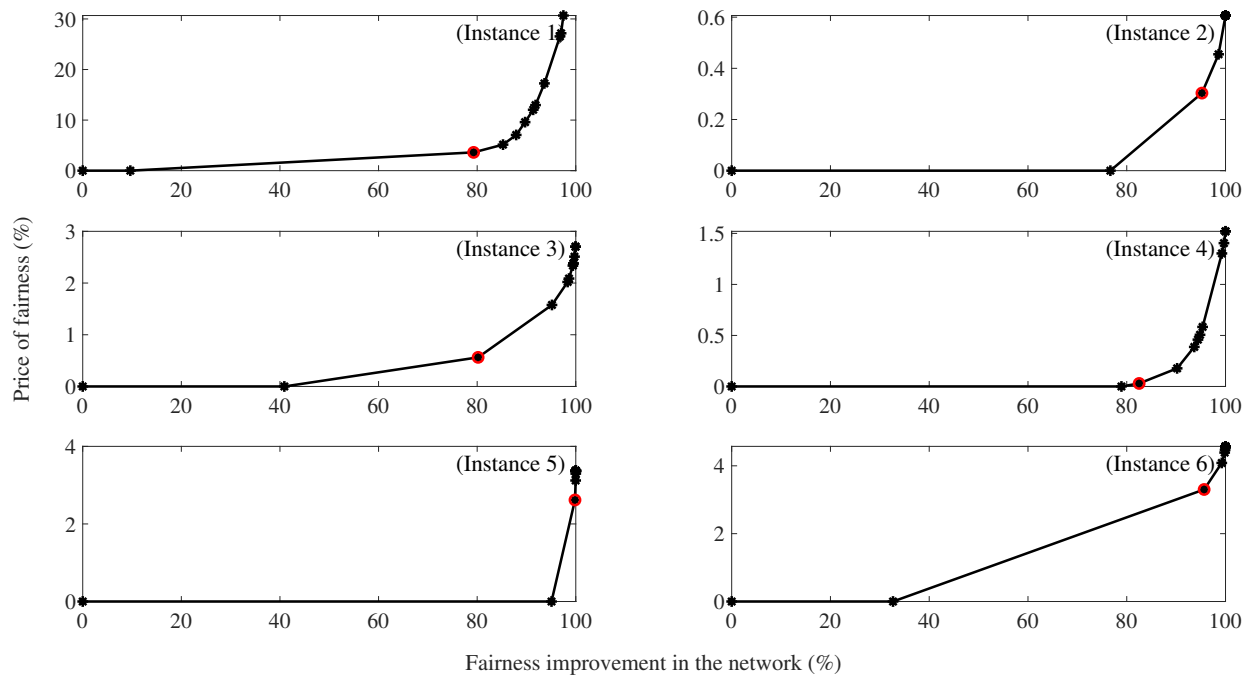 (Instance 1)
30
20
10
0
0 20 40 60 80 100
(Instance 2)
0.6
0.4
0.2
0
0 20 40 60 80 100
Price of fairness (%)
(Instance 3)
3
2
1
0
0 20 40 60 80 100
(Instance 4)
1.5
1
0.5
0
0 20 40 60 80 100
(Instance 5)
4
2
0
0 20 40 60 80 100
(Instance 6)
4
2
0
0 20 40 60 80 100
Fairness improvement in the network (%)